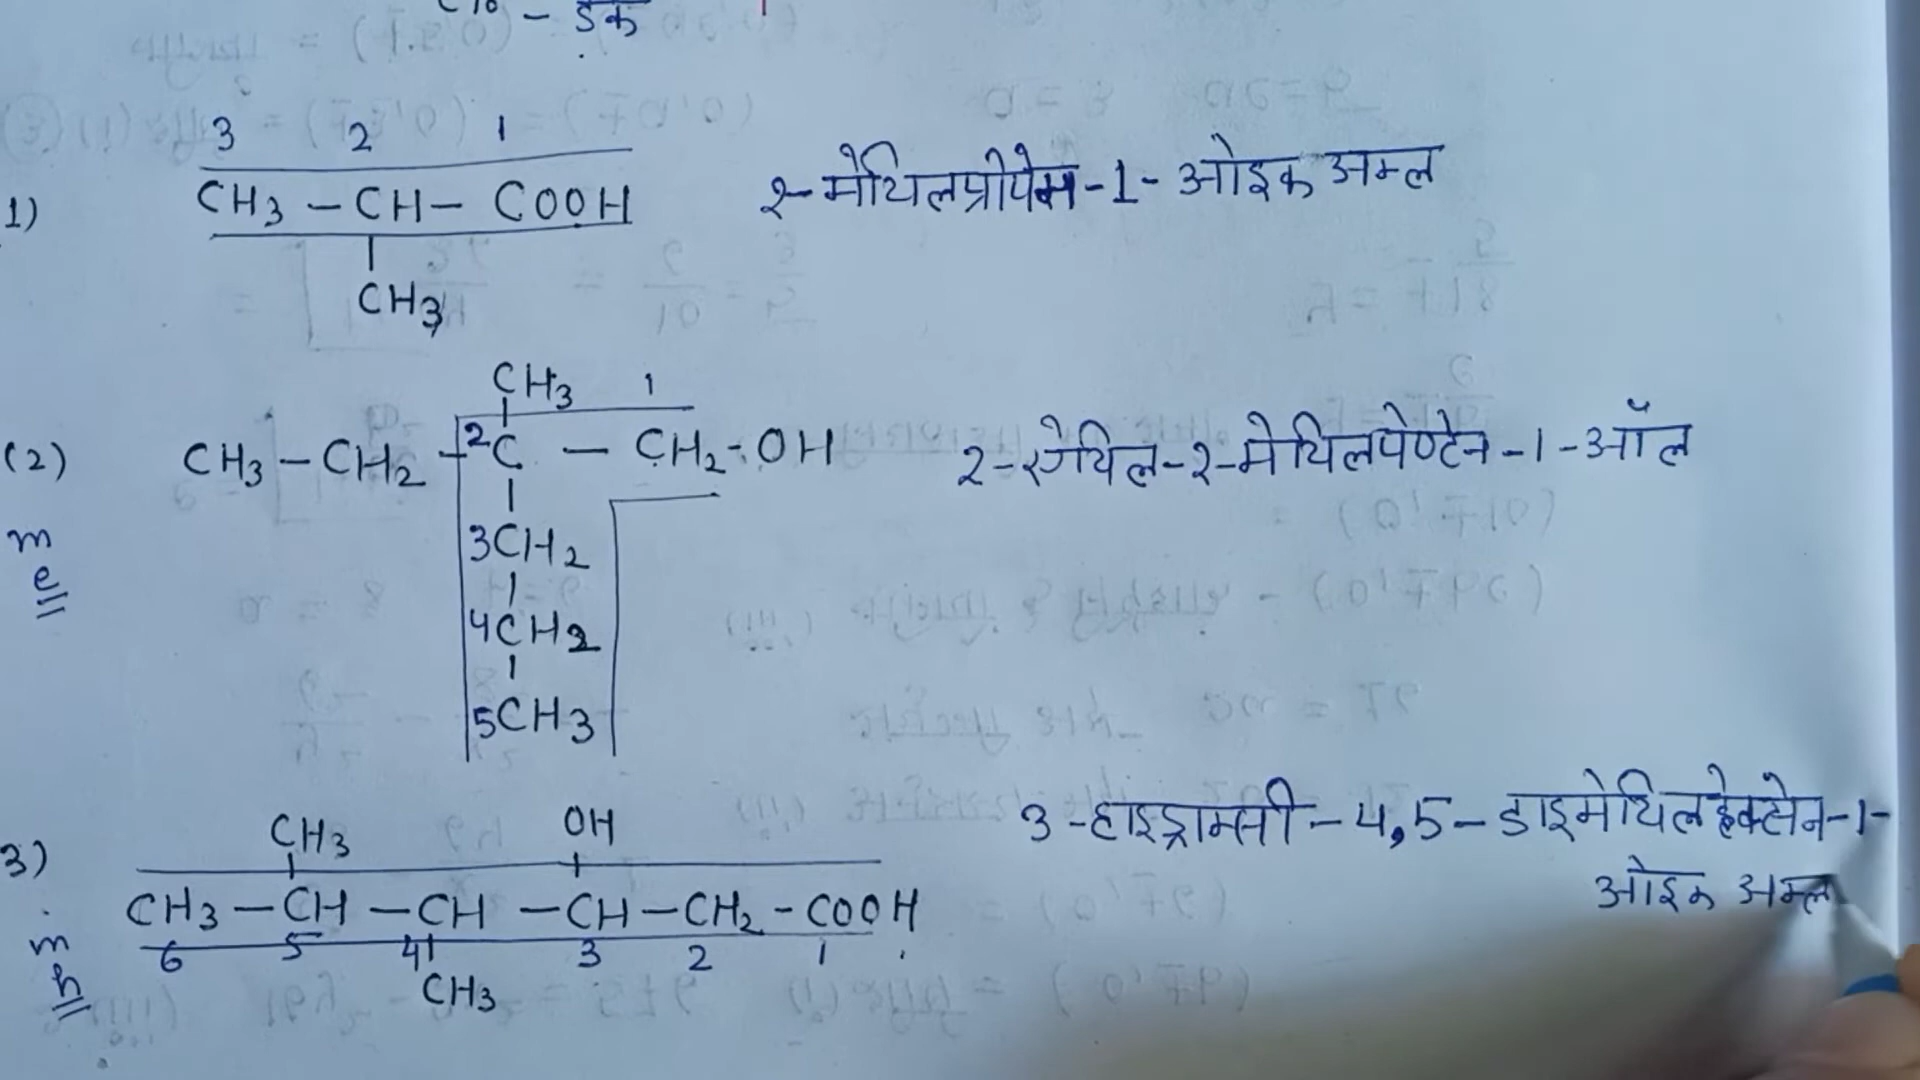 इक
3 2 1
1) CH3 – CH – COOH 2-मेथिलप्रोपेन-1-ओइक अम्ल
CH3
CH3 1
(2) CH3 – CH2 – 2C – CH2-OH 2-एथिल-2-मेथिलपेण्टेन-1-ऑल
3CH2
m
e
4CH2
5CH3
3-हाइड्राक्सी-4,5-डाइमेथिलहेक्सेन-1-
ओइक अम्ल
CH3 OH
3) CH3 – CH – CH – CH – CH2 - COOH
6 5 4 3 2 1
m
h
CH3